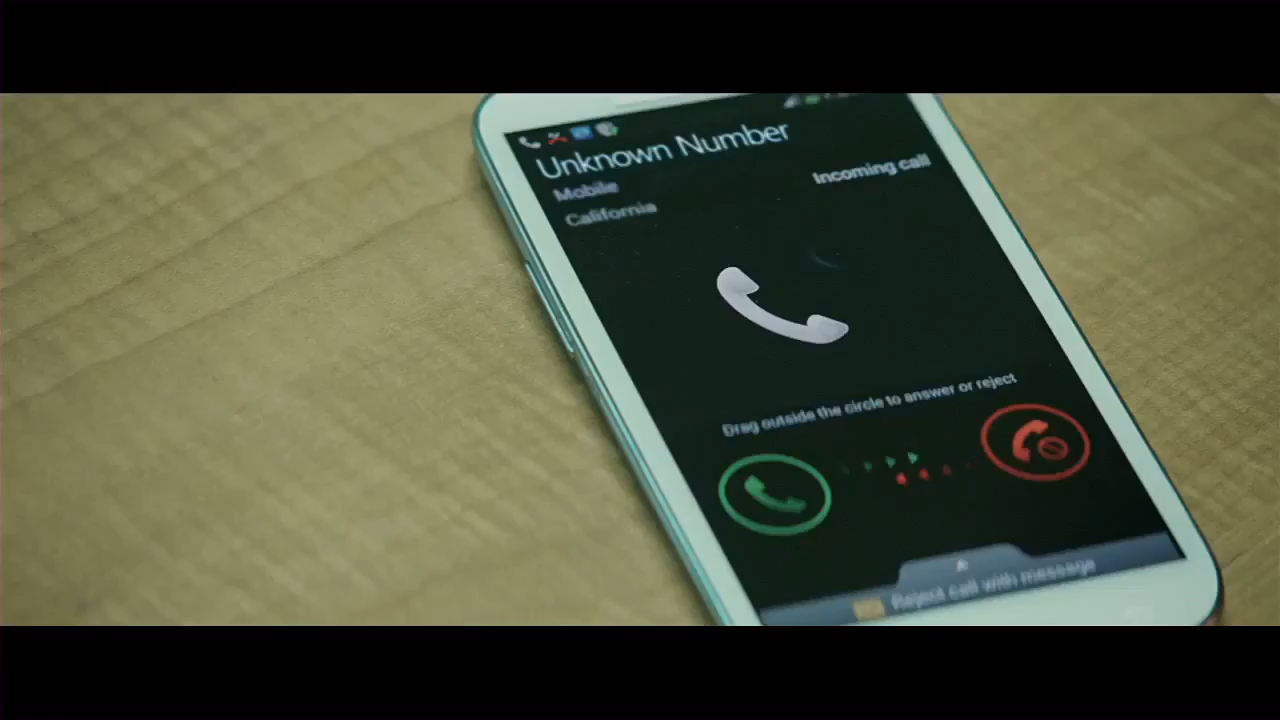 Unknown Number
Mobile
California
Incoming call
Drag outside the circle to answer or reject
Reject call with message